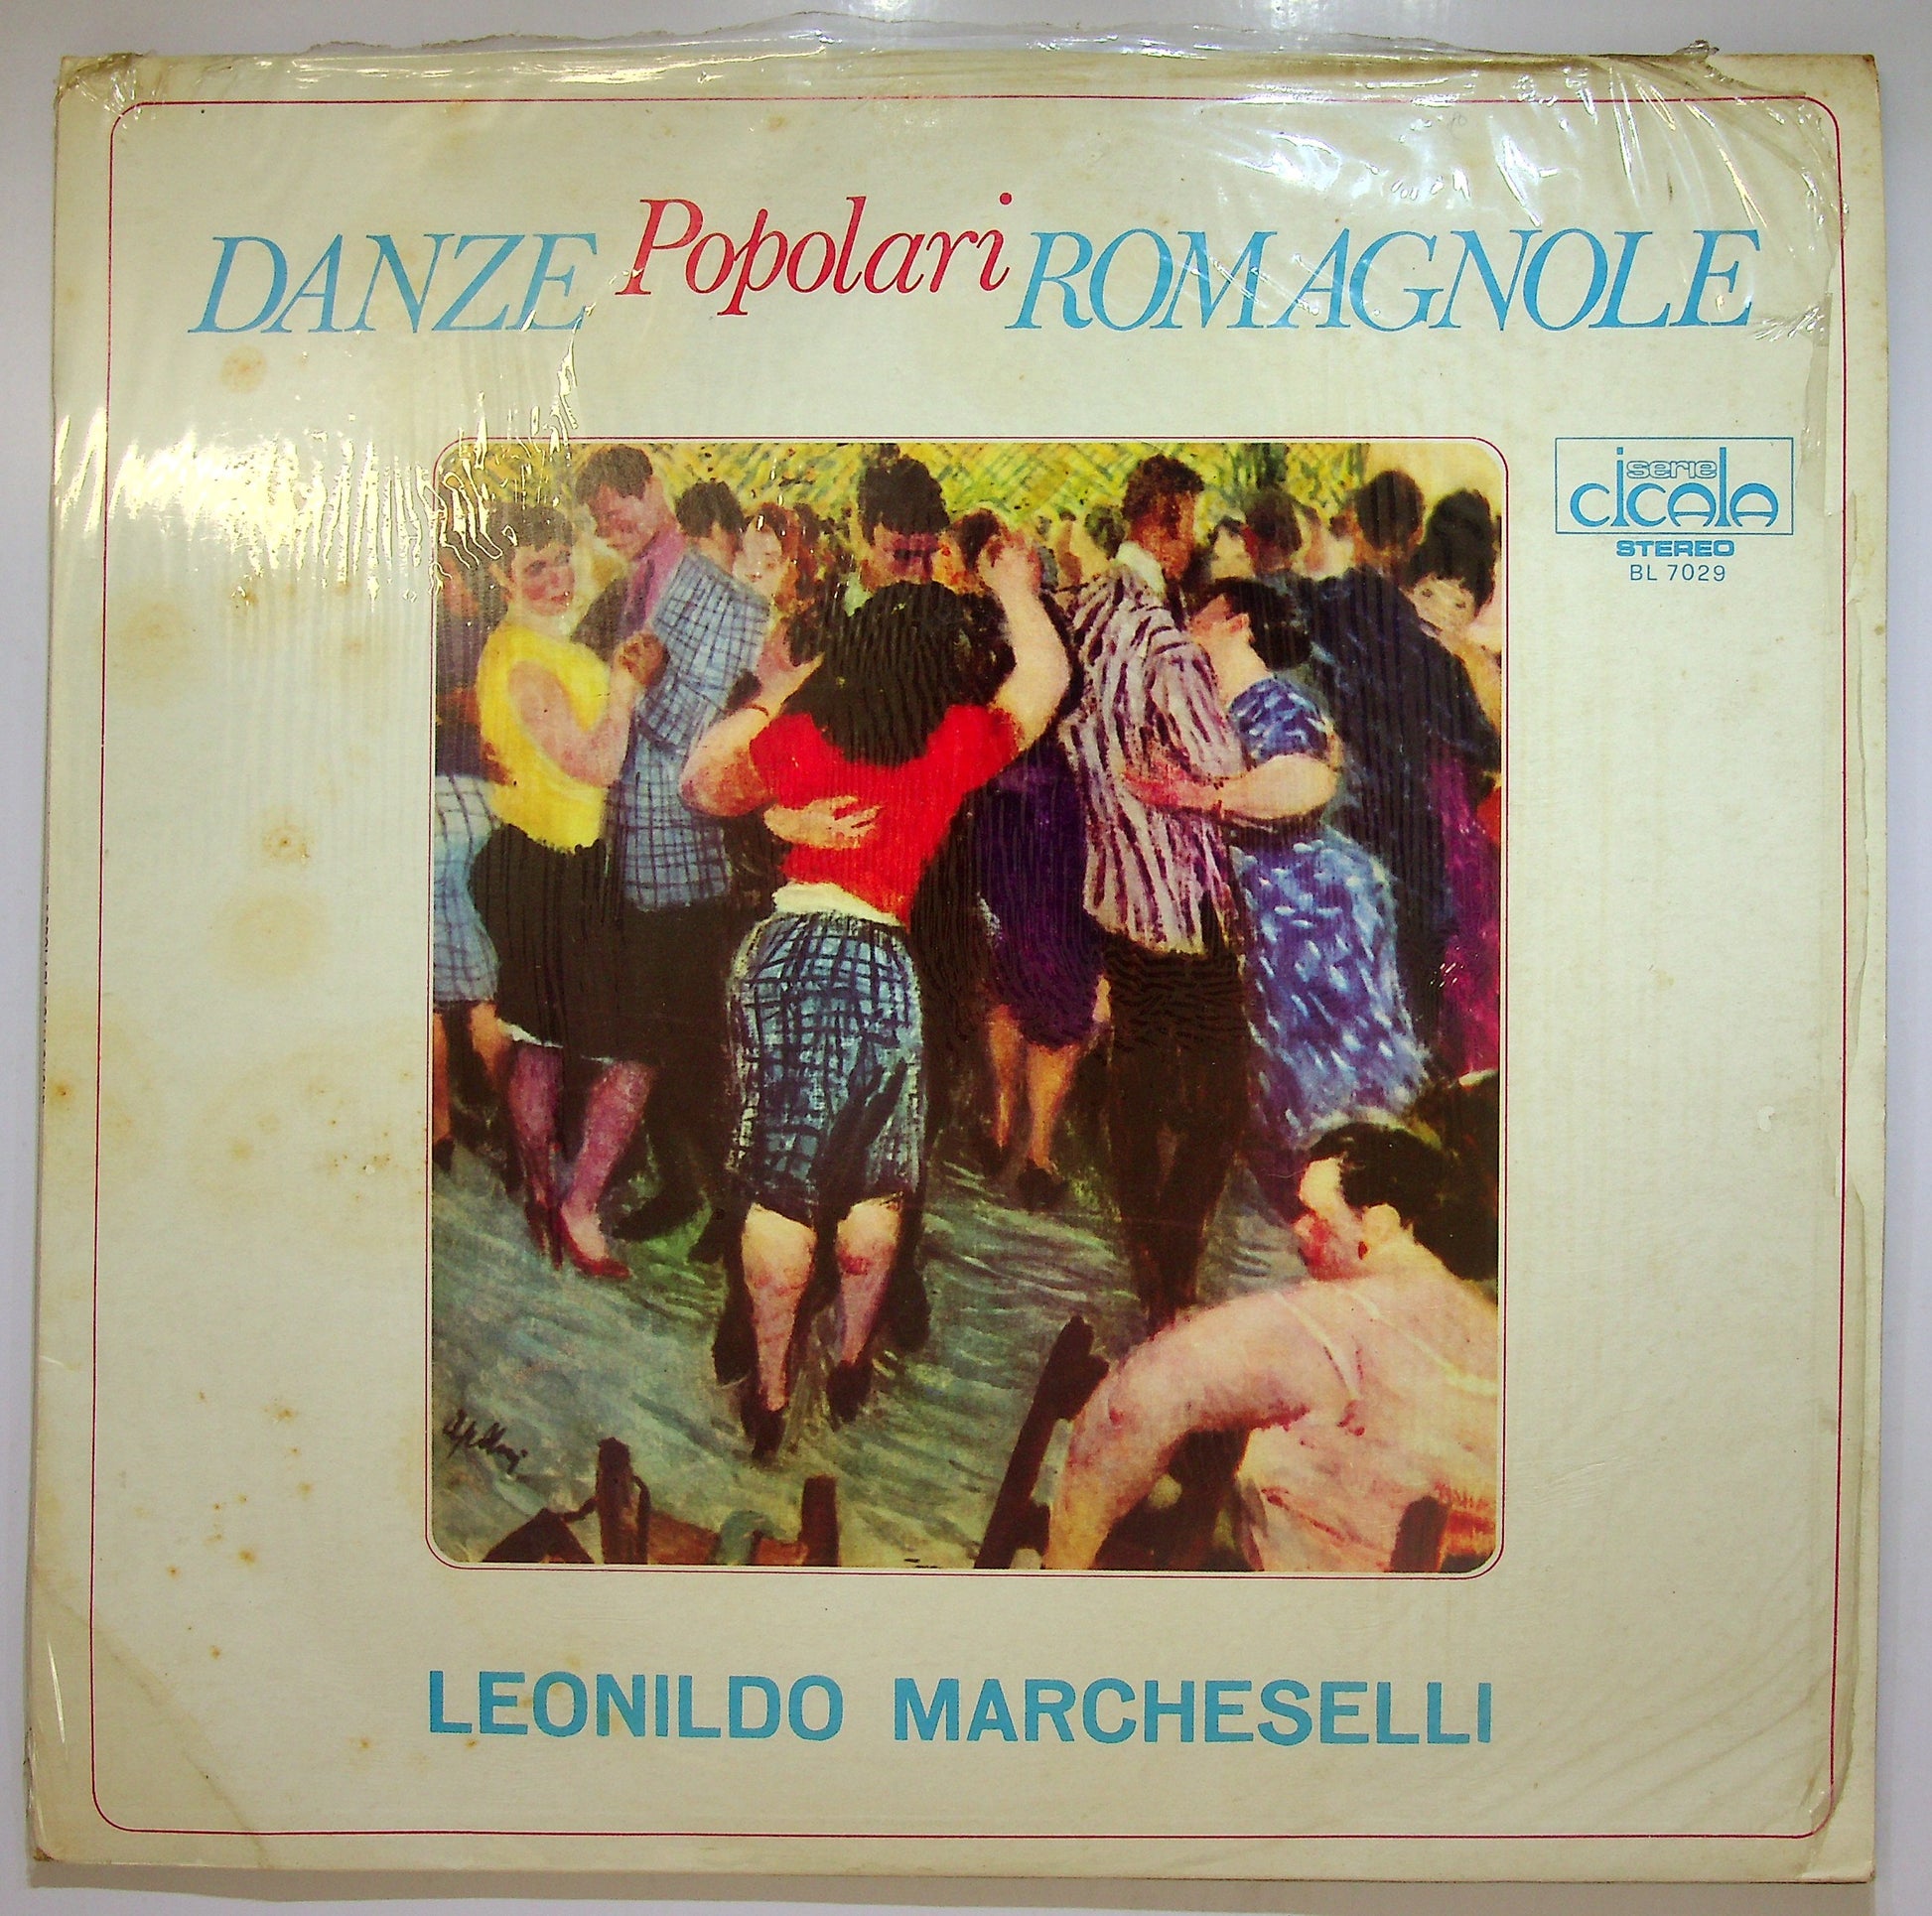 DANZE Popolari ROMAGNOLE
serie
cicala
STEREO
BL 7029
LEONILDO MARCHESELLI